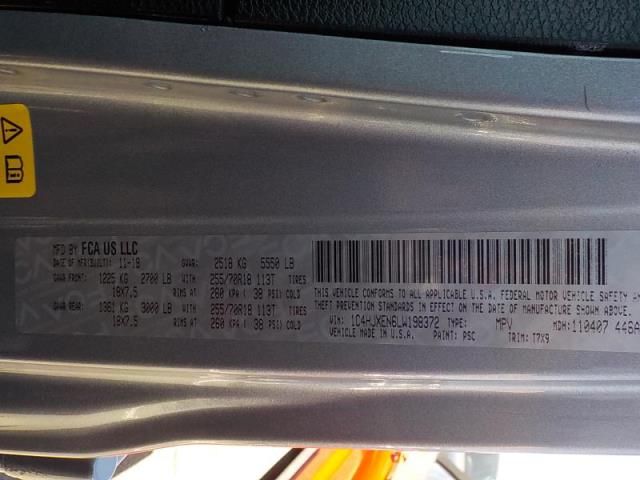 MFD BY FCA US LLC
DATE OF MFR(BUILT): 11-19 GVWR: 2518 KG 5550 LB
GAWR FRONT: 1225 KG 2700 LB WITH 255/70R18 113T TIRES
18X7.5 RIMS AT 260 KPA ( 38 PSI) COLD
GAWR REAR: 1361 KG 3000 LB WITH 255/70R18 113T TIRES
18X7.5 RIMS AT 260 KPA ( 38 PSI) COLD
THIS VEHICLE CONFORMS TO ALL APPLICABLE U.S.A. FEDERAL MOTOR VEHICLE SAFETY
THEFT PREVENTION STANDARDS IN EFFECT ON THE DATE OF MANUFACTURE SHOWN ABOVE.
VIN: 1C4HJXEN6LW198372 TYPE: MPV MDH: 110407 446A
VEHICLE MADE IN U.S.A. PAINT: PSC TRIM: T7X9